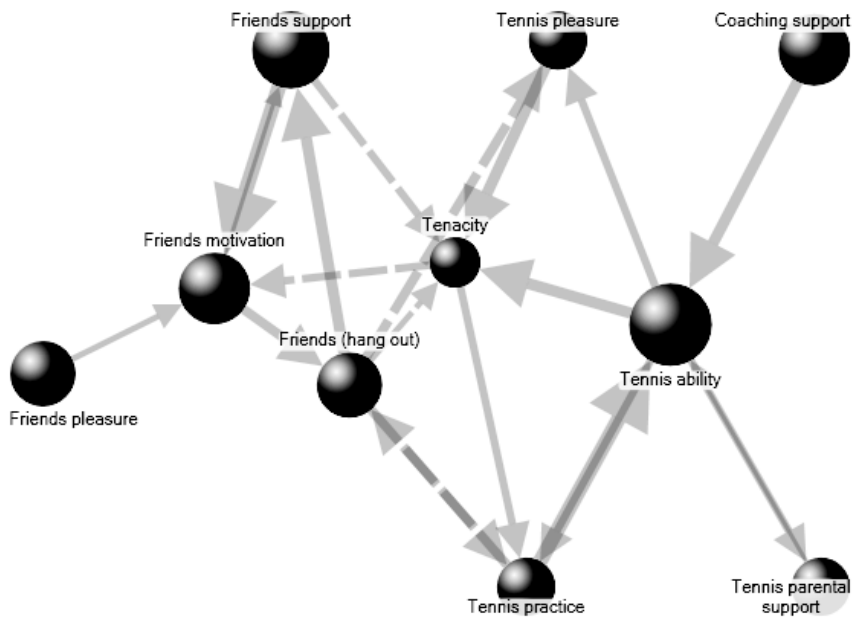 Friends support
Tennis pleasure
Coaching support
Tenacity
Friends motivation
Friends (hang out)
Tennis ability
Friends pleasure
Tennis practice
Tennis parental
support